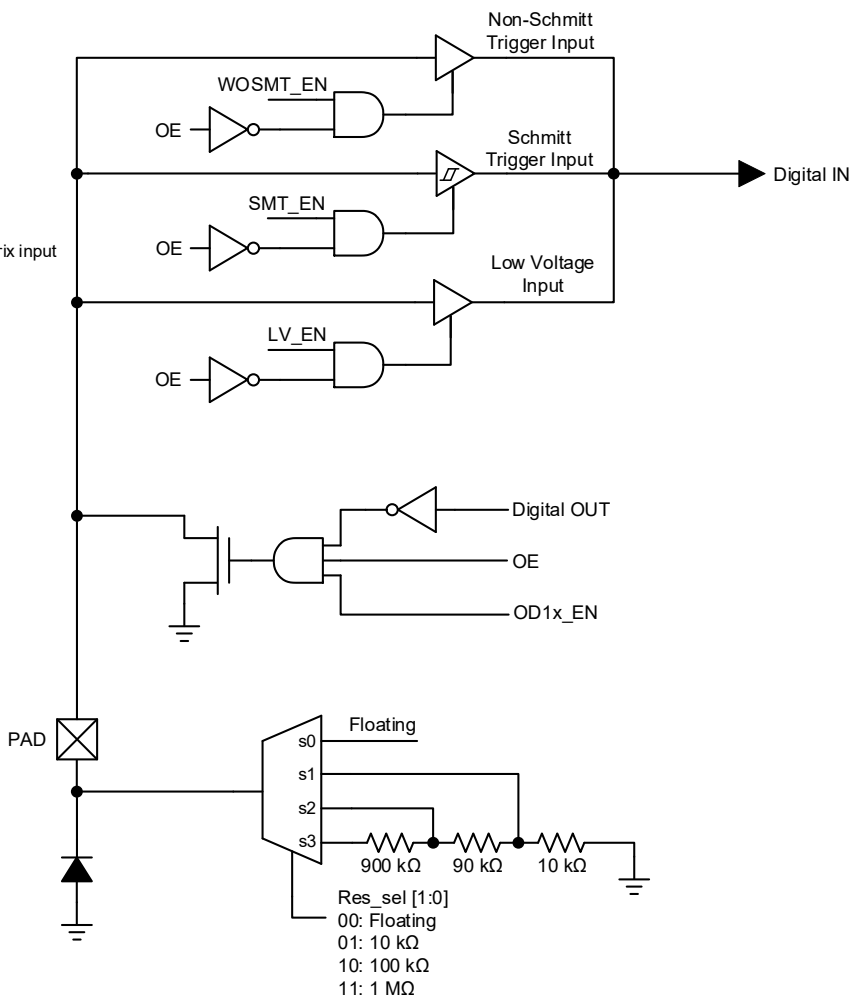 Non-Schmitt
Trigger Input
WOSMT_EN
OE
Schmitt
Trigger Input
Digital IN
SMT_EN
OE
rix input
Low Voltage
Input
LV_EN
OE
Digital OUT
OE
OD1x_EN
PAD
Floating
s0
s1
s2
s3
900 kΩ
90 kΩ
10 kΩ
Res_sel [1:0]
00: Floating
01: 10 kΩ
10: 100 kΩ
11: 1 MΩ